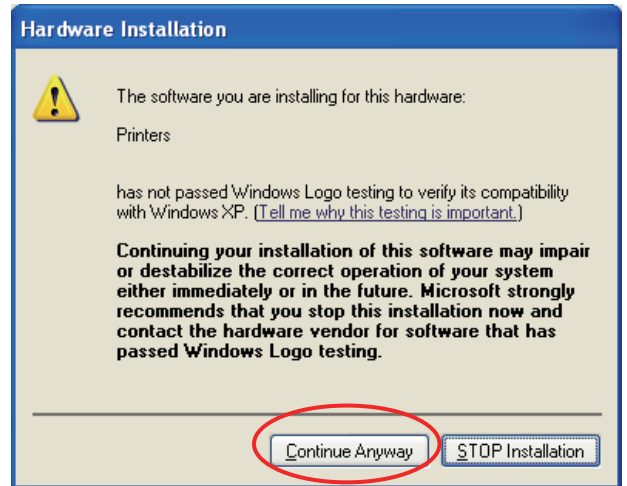 Hardware Installation
The software you are installing for this hardware:
Printers
has not passed Windows Logo testing to verify its compatibility
with Windows XP. (Tell me why this testing is important.)
Continuing your installation of this software may impair
or destabilize the correct operation of your system
either immediately or in the future. Microsoft strongly
recommends that you stop this installation now and
contact the hardware vendor for software that has
passed Windows Logo testing.
Continue Anyway
STOP Installation